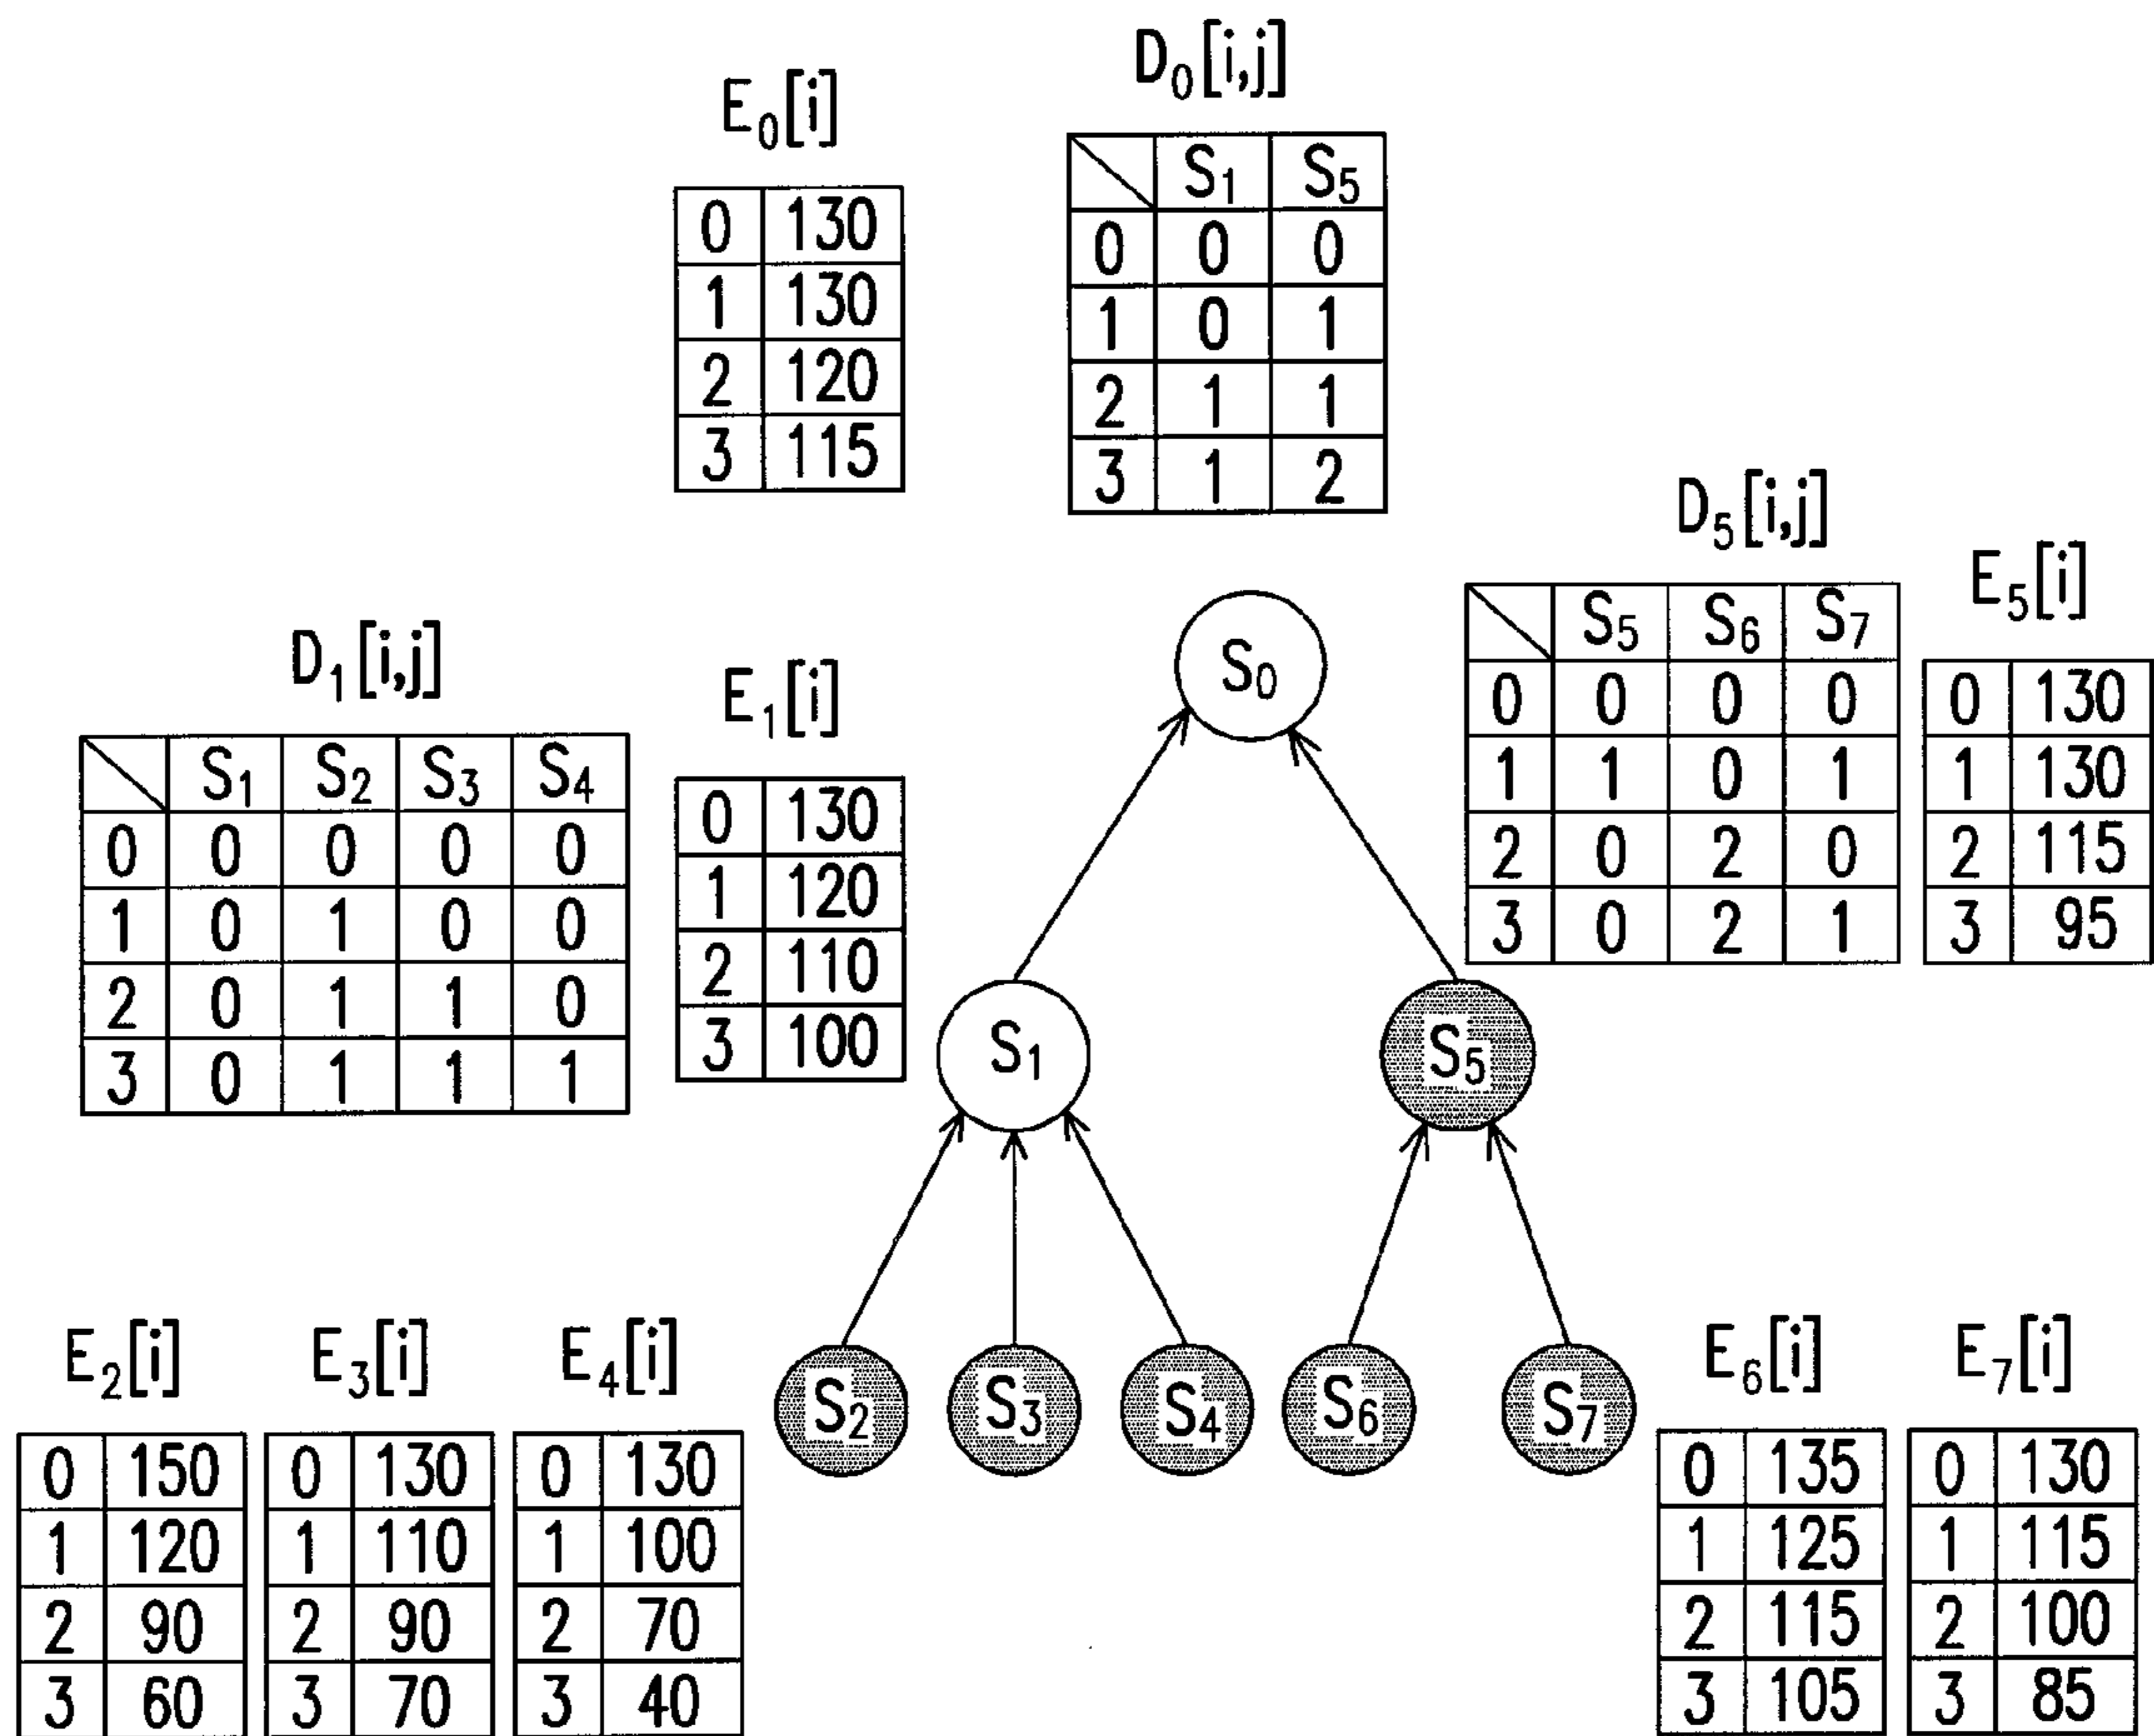 D0[i,j]
E0[i]
S1 S5
0 0 0
1 0 1
2 1 1
3 1 2
0 130
1 130
2 120
3 115
D5[i,j]
E5[i]
S5 S6 S7
0 0 0 0
1 1 0 1
2 0 2 0
3 0 2 1
0 130
1 130
2 115
3 95
D1[i,j]
E1[i]
S1 S2 S3 S4
0 0 0 0 0
1 0 1 0 0
2 0 1 1 0
3 0 1 1 1
0 130
1 120
2 110
3 100
S0
S1
S5
S2
S3
S4
S6
S7
E2[i]
0 150
1 120
2 90
3 60
E3[i]
0 130
1 110
2 90
3 70
E4[i]
0 130
1 100
2 70
3 40
E6[i]
0 135
1 125
2 115
3 105
E7[i]
0 130
1 115
2 100
3 85